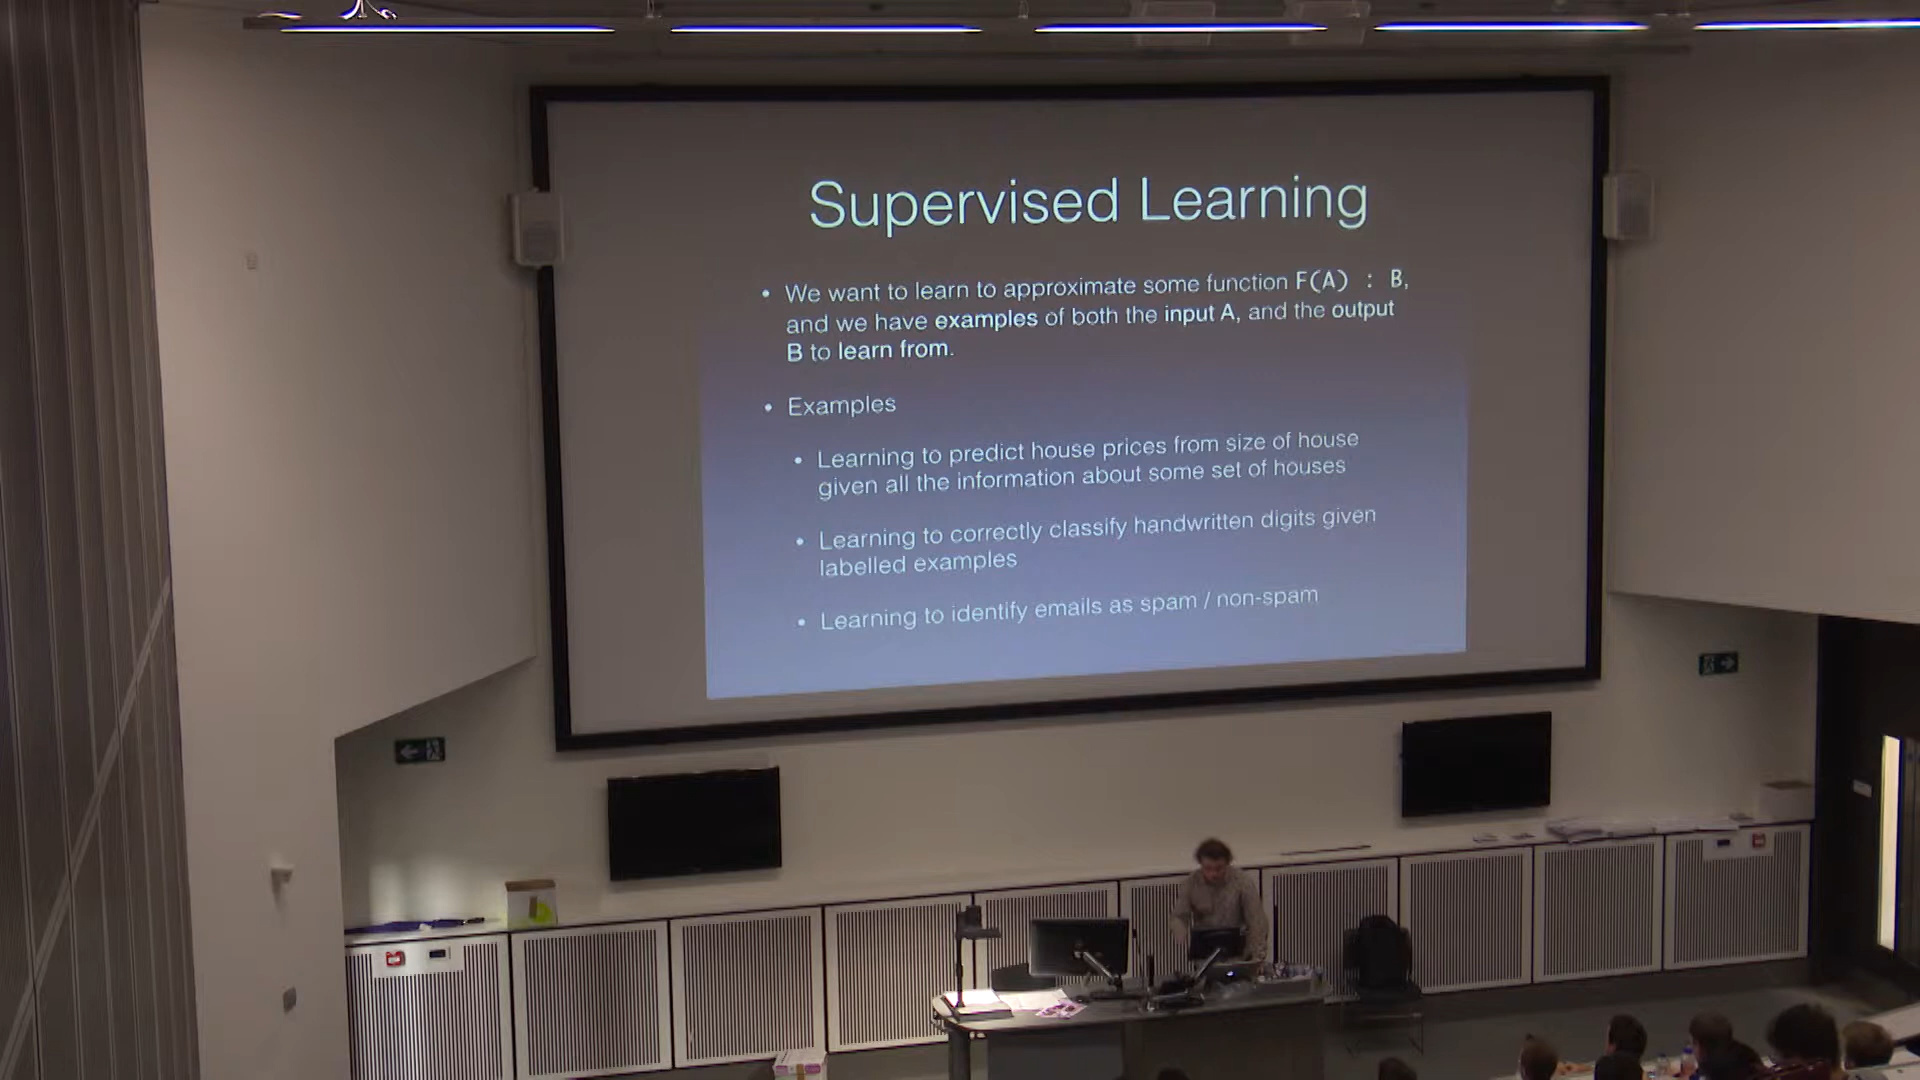 Supervised Learning
• We want to learn to approximate some function F(A) : B,
and we have examples of both the input A, and the output
B to learn from.
• Examples
• Learning to predict house prices from size of house
given all the information about some set of houses
• Learning to correctly classify handwritten digits given
labelled examples
• Learning to identify emails as spam / non-spam